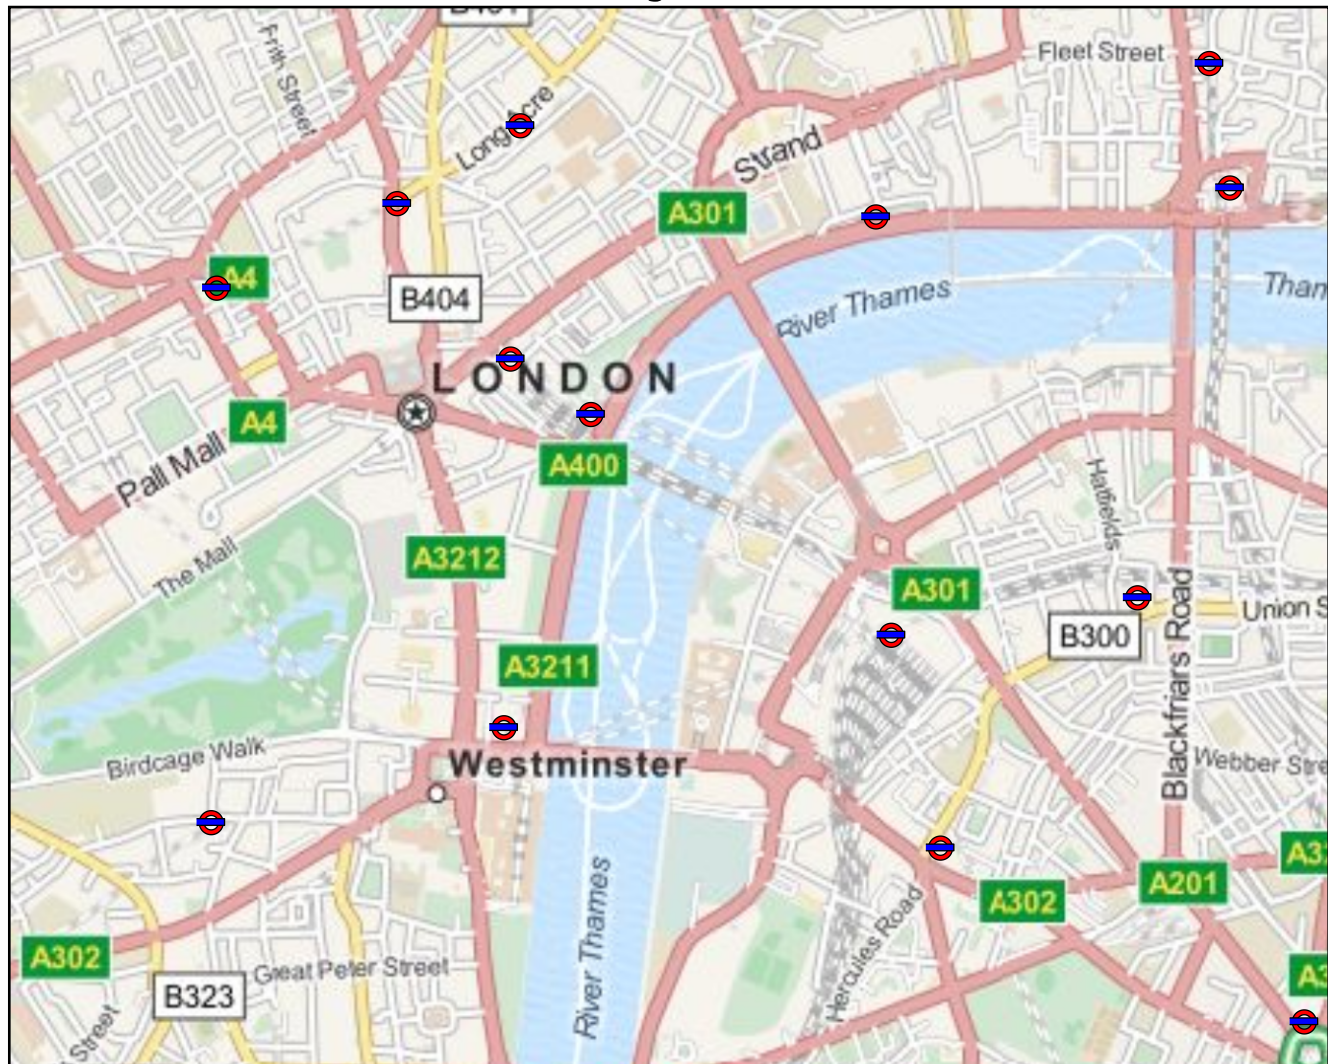 Fleet Street
Frith Street
Long Acre
Strand
A301
A4
B404
River Thames
LONDON
A4
Pall Mall
A400
Hatfields
The Mall
A3212
A301
Union S
B300
A3211
Blackfriars Road
Birdcage Walk
Westminster
Webber Stre
A201
A302
A302
Hercules Road
River Thames
Great Peter Street
B323
Street